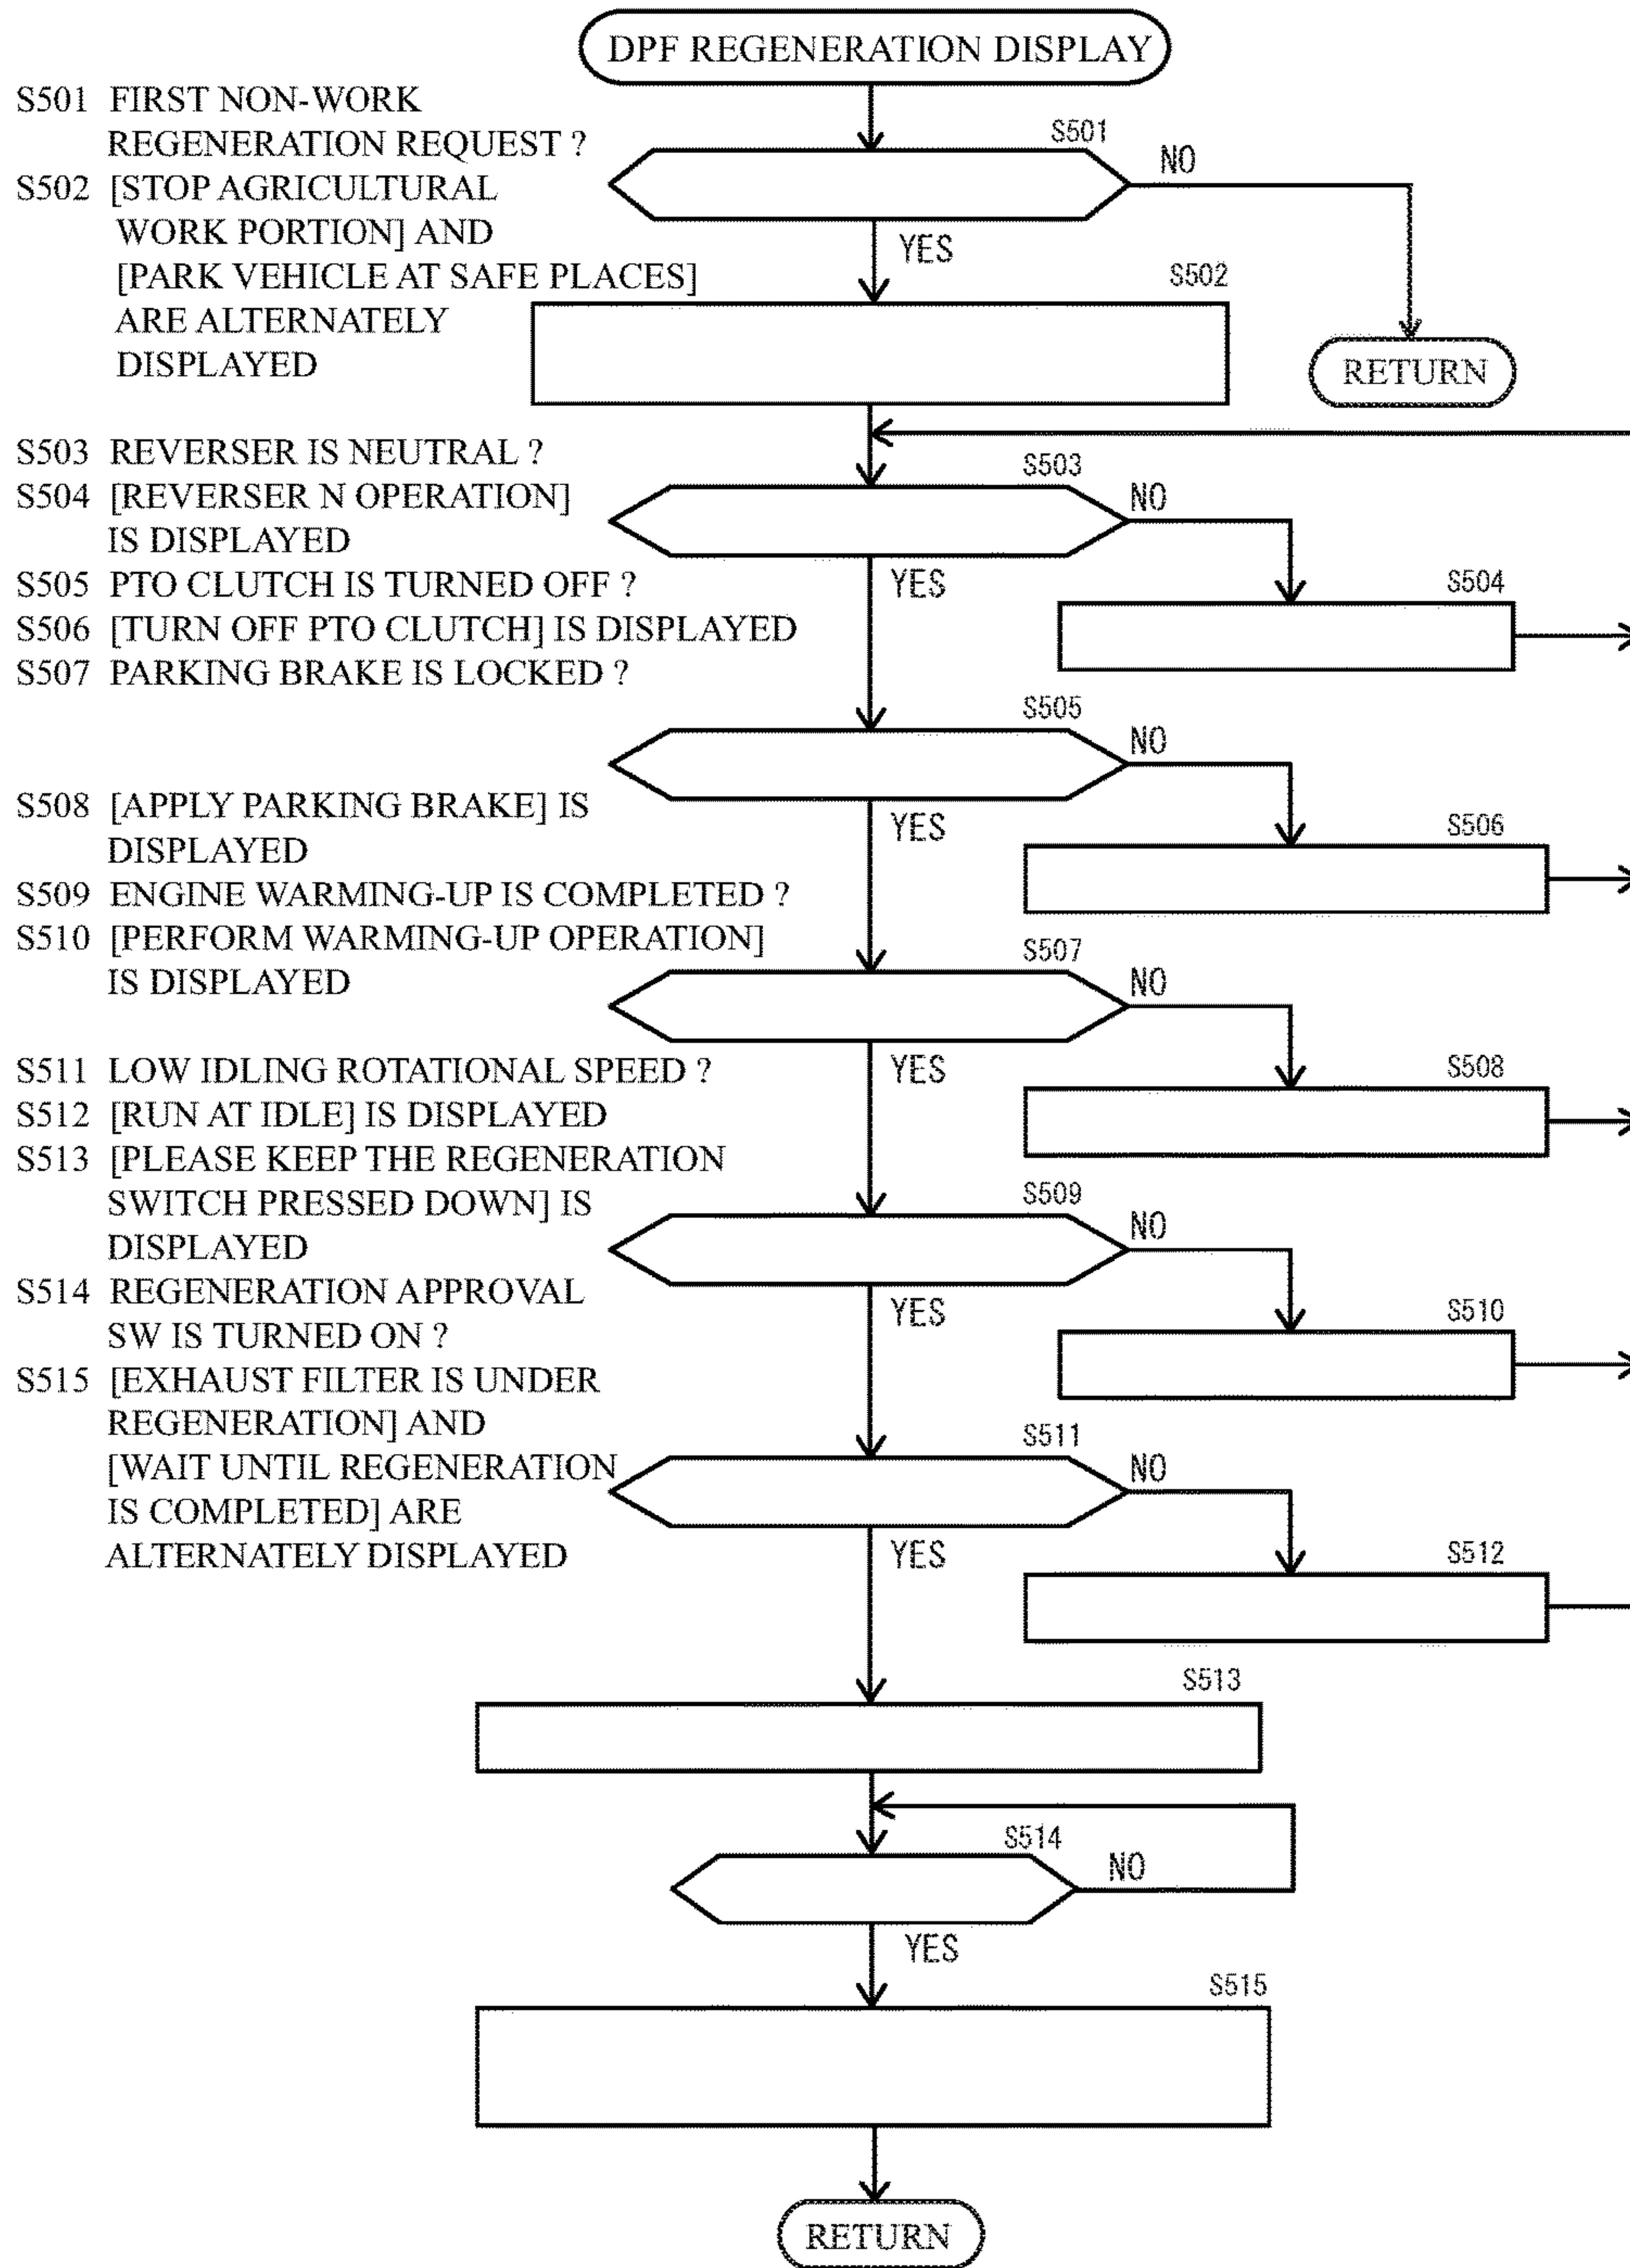 DPF REGENERATION DISPLAY
S501 FIRST NON-WORK
REGENERATION REQUEST ?
S502 [STOP AGRICULTURAL
WORK PORTION] AND
[PARK VEHICLE AT SAFE PLACES]
ARE ALTERNATELY
DISPLAYED
S503 REVERSER IS NEUTRAL ?
S504 [REVERSER N OPERATION]
IS DISPLAYED
S505 PTO CLUTCH IS TURNED OFF ?
S506 [TURN OFF PTO CLUTCH] IS DISPLAYED
S507 PARKING BRAKE IS LOCKED ?
S508 [APPLY PARKING BRAKE] IS
DISPLAYED
S509 ENGINE WARMING-UP IS COMPLETED ?
S510 [PERFORM WARMING-UP OPERATION]
IS DISPLAYED
S511 LOW IDLING ROTATIONAL SPEED ?
S512 [RUN AT IDLE] IS DISPLAYED
S513 [PLEASE KEEP THE REGENERATION
SWITCH PRESSED DOWN] IS
DISPLAYED
S514 REGENERATION APPROVAL
SW IS TURNED ON ?
S515 [EXHAUST FILTER IS UNDER
REGENERATION] AND
[WAIT UNTIL REGENERATION
IS COMPLETED] ARE
ALTERNATELY DISPLAYED
S501
NO
YES
S502
RETURN
S503
NO
YES
S504
S505
NO
YES
S506
S507
NO
YES
S508
S509
NO
YES
S510
S511
NO
YES
S512
S513
S514
NO
YES
S515
RETURN